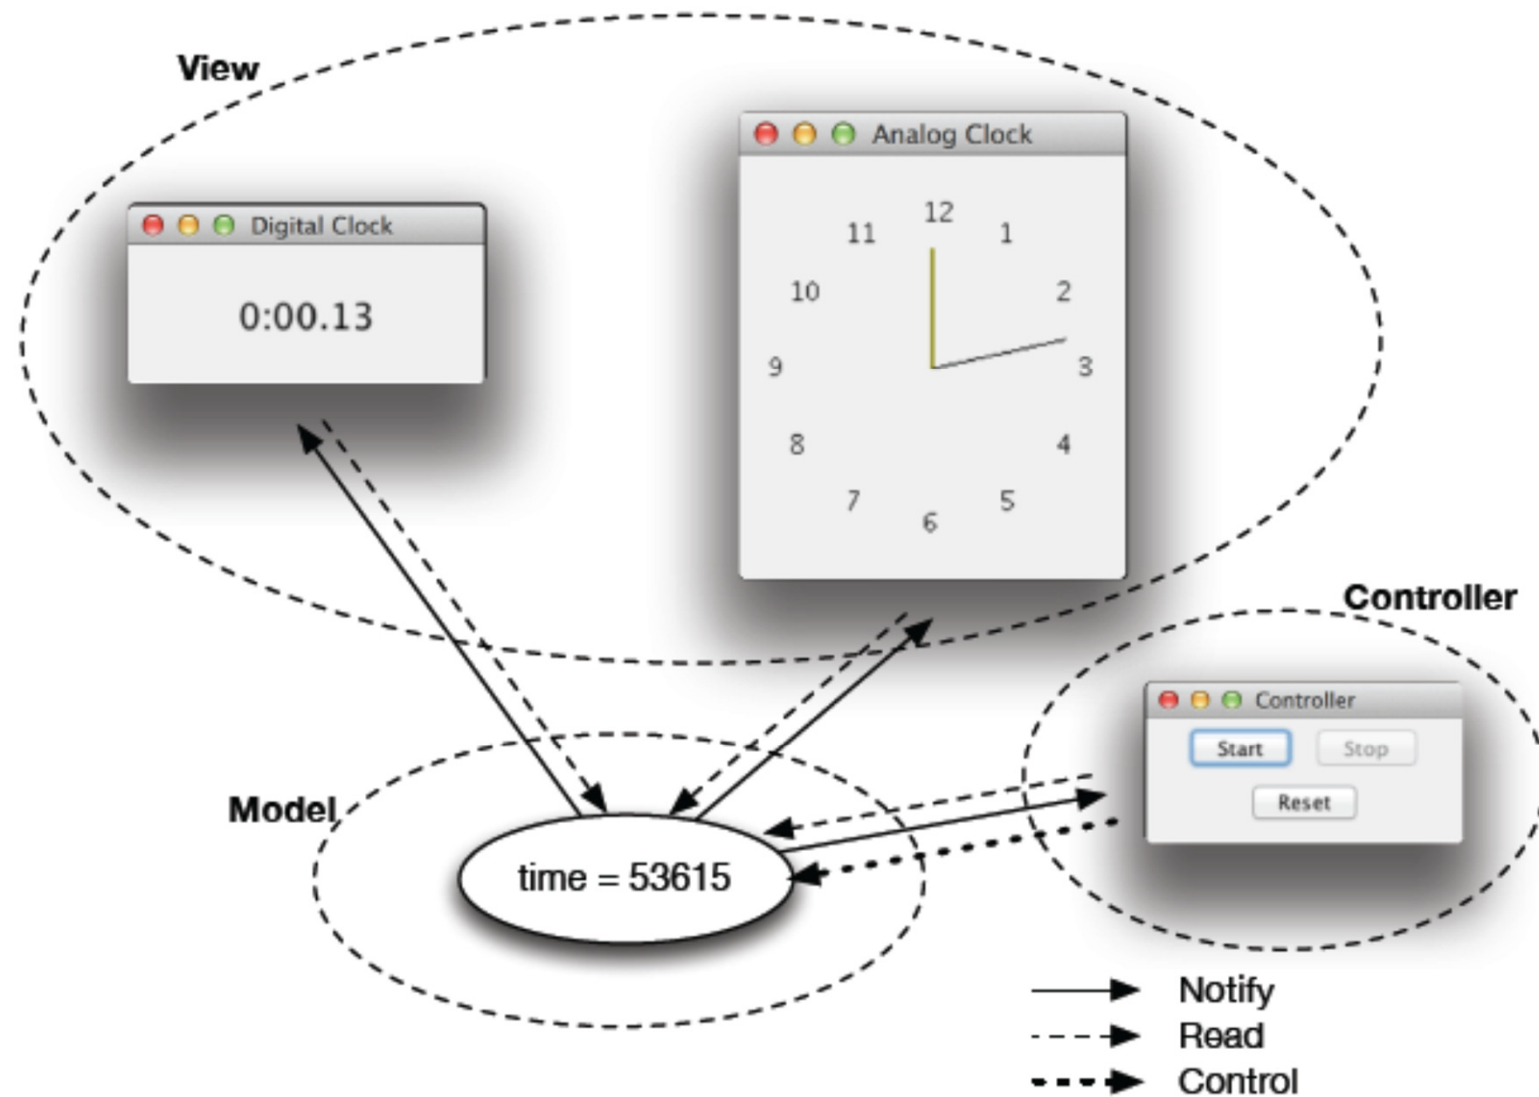 View
Analog Clock
12
11
1
Digital Clock
10
2
0:00.13
9
3
8
4
7
5
6
Controller
Controller
Start
Stop
Reset
Model
time = 53615
Notify
Read
Control